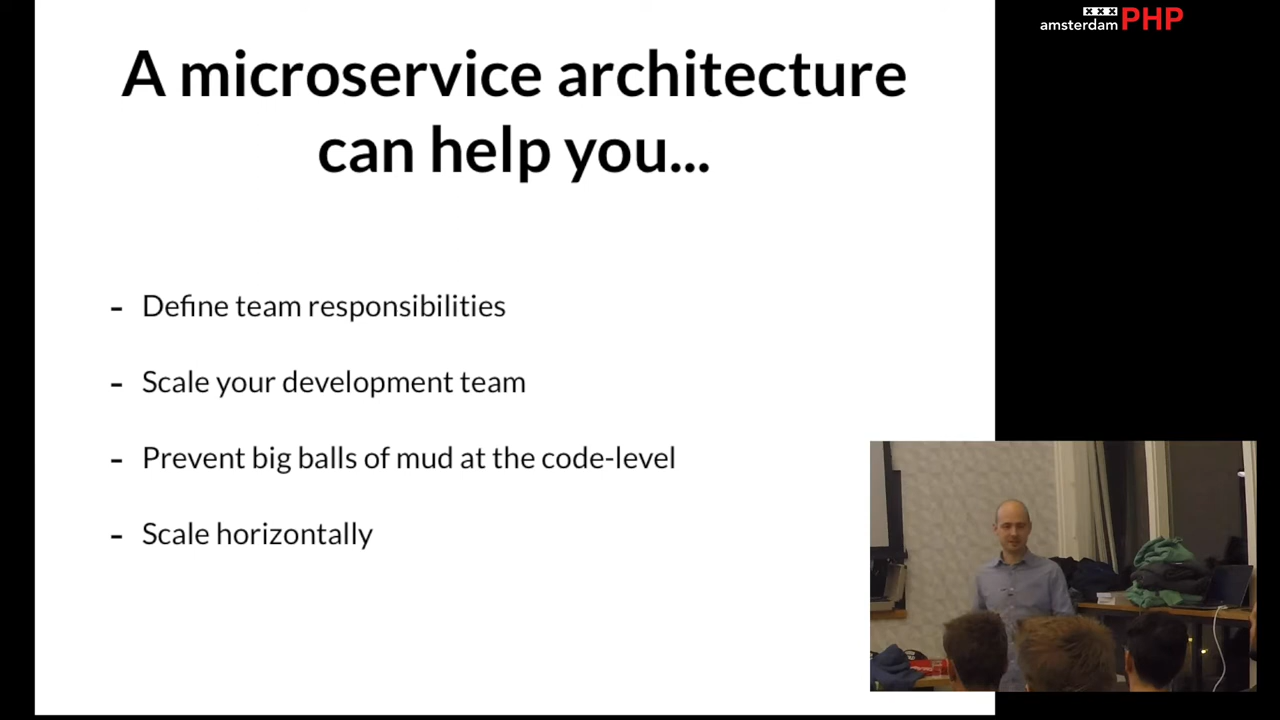 amsterdamPHP
A microservice architecture
can help you...
- Define team responsibilities
- Scale your development team
- Prevent big balls of mud at the code-level
- Scale horizontally